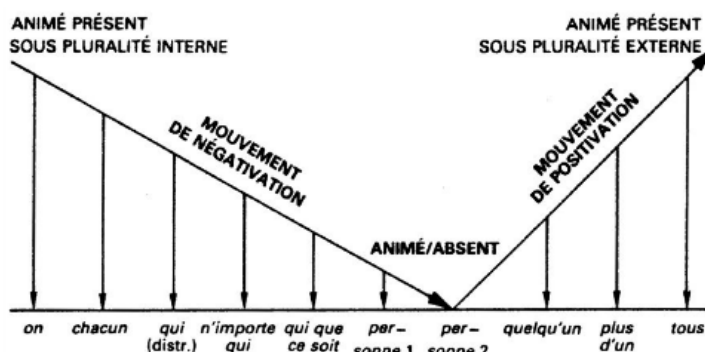 ANIMÉ PRÉSENT
SOUS PLURALITÉ INTERNE
ANIMÉ PRÉSENT
SOUS PLURALITÉ EXTERNE
MOUVEMENT
DE NÉGATIVATION
MOUVEMENT
DE POSITIVATION
ANIMÉ/ABSENT
on chacun qui n'importe qui que per– per– quelqu'un plus tous
(distr.) qui ce soit sonne 1 sonne 2 d'un